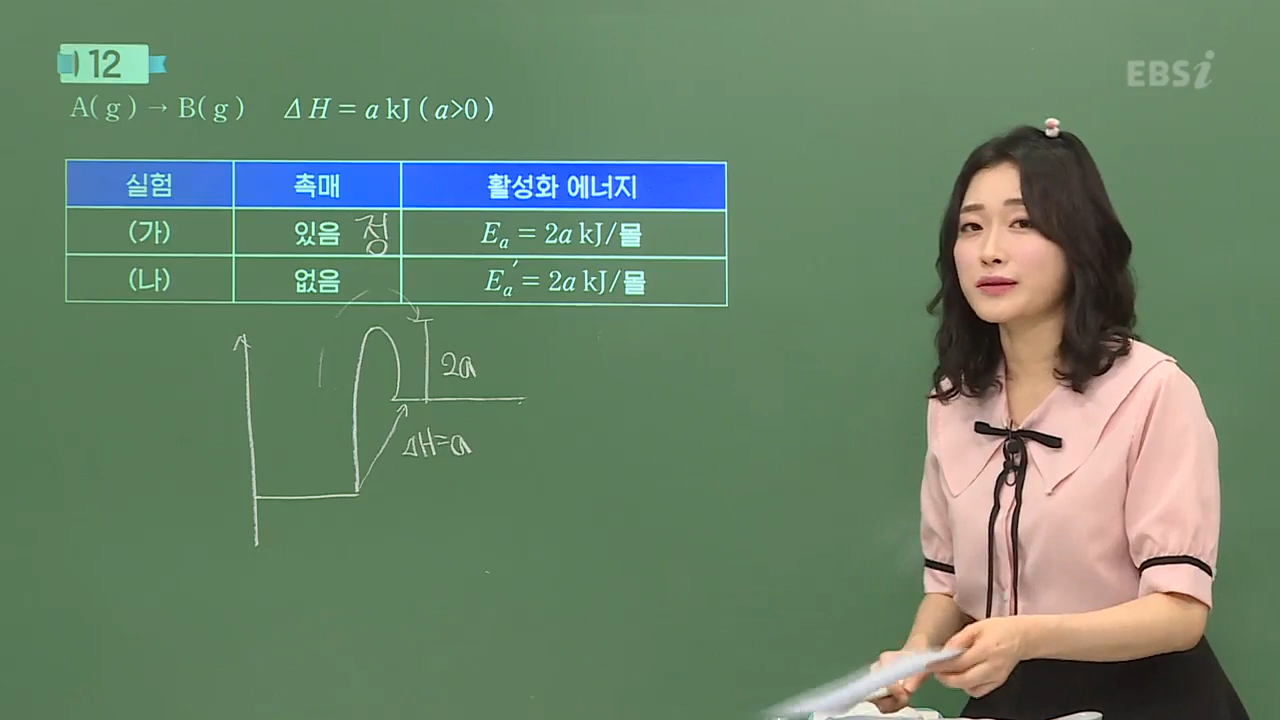 12
EBSi
A(g) → B(g) ΔH = a kJ (a>0)
실험 촉매 활성화 에너지
(가) 있음 정 Eₐ = 2a kJ/몰
(나) 없음 Eₐ′ = 2a kJ/몰
2a
ΔH=a